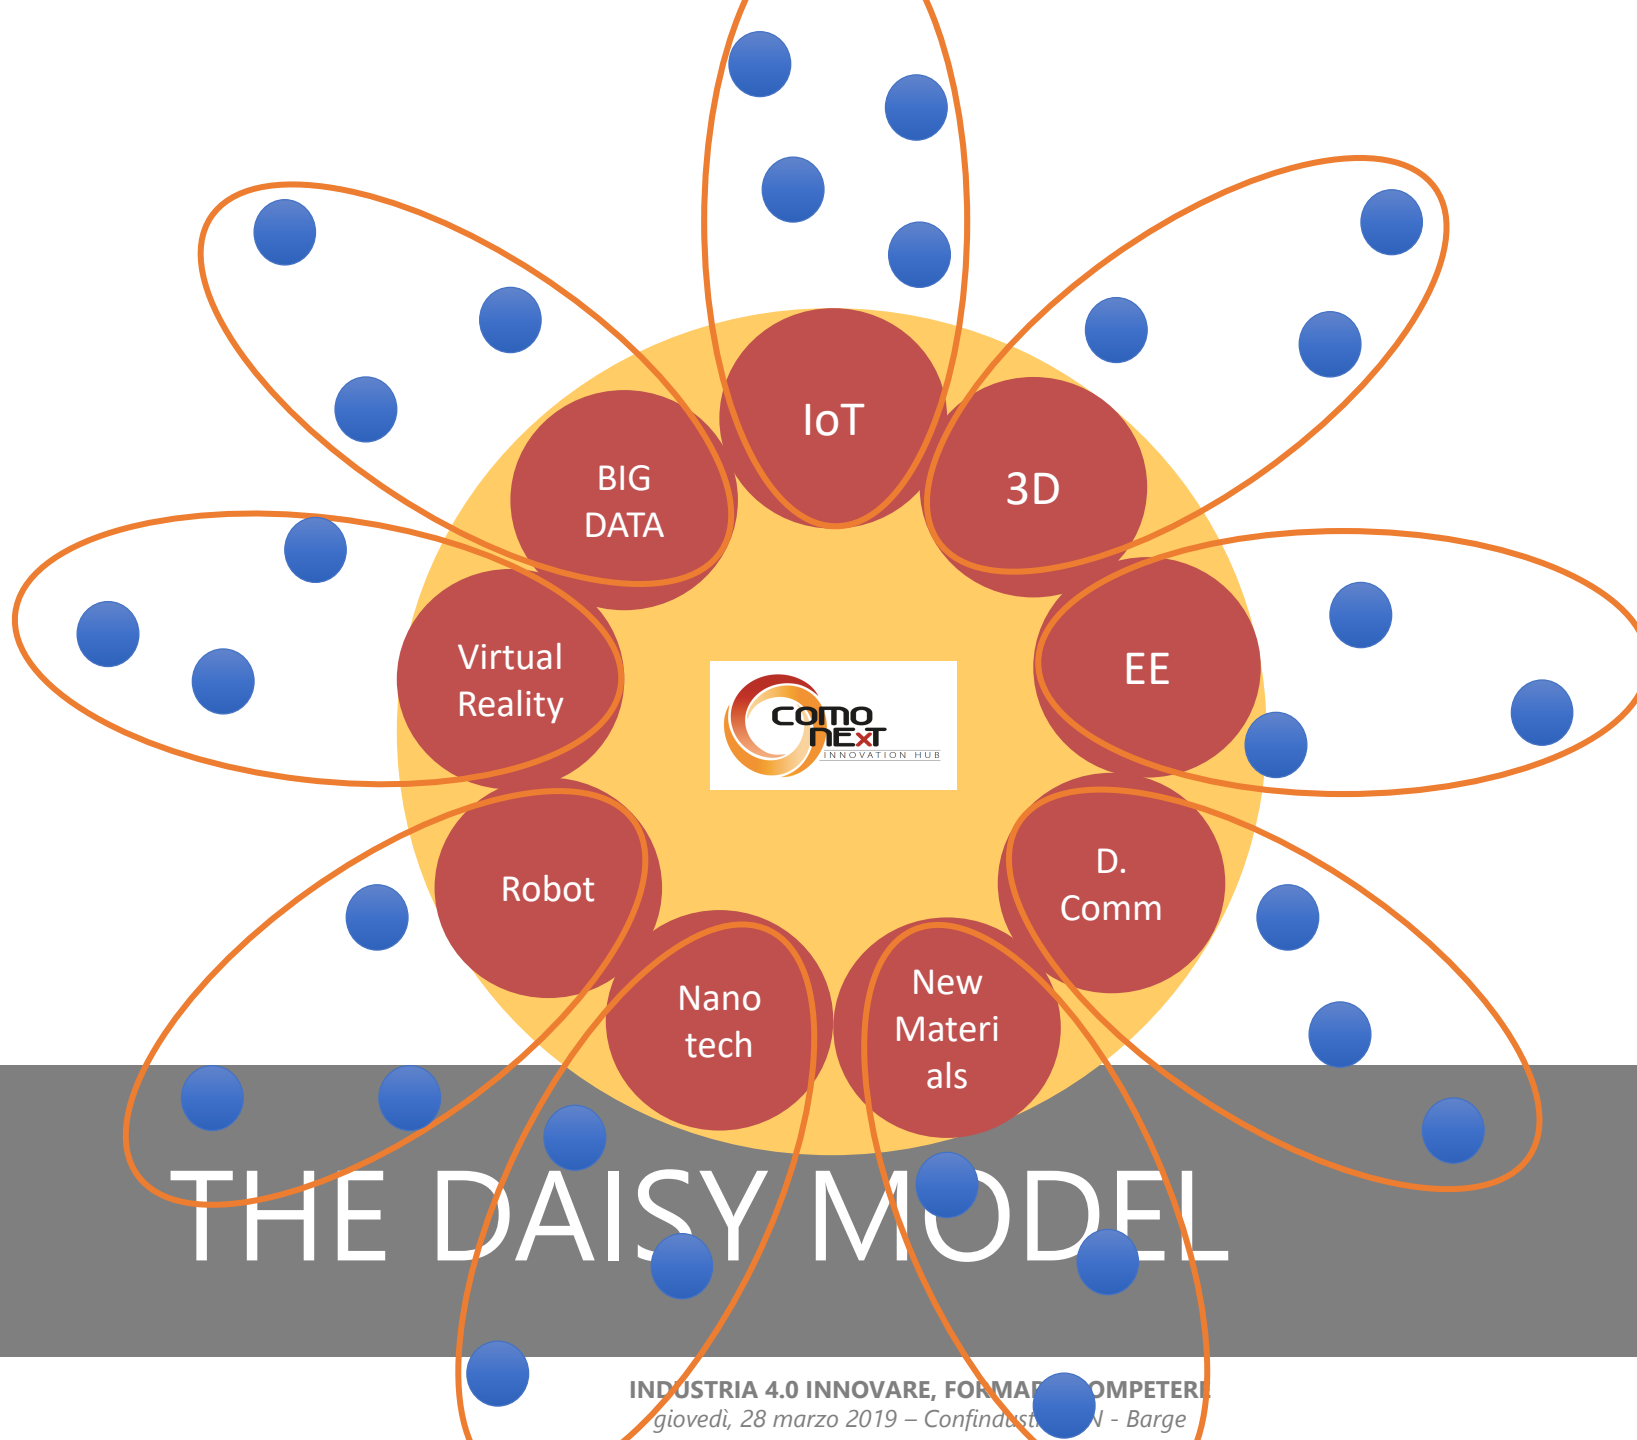 IoT
3D
BIG
DATA
EE
Virtual
Reality
COMO
NExT
INNOVATION HUB
D.
Comm
Robot
New
Materi
als
Nano
tech
THE DAISY MODEL
INDUSTRIA 4.0 INNOVARE, FORMA OMPETERE
giovedì, 28 marzo 2019 – Confindust N - Barge